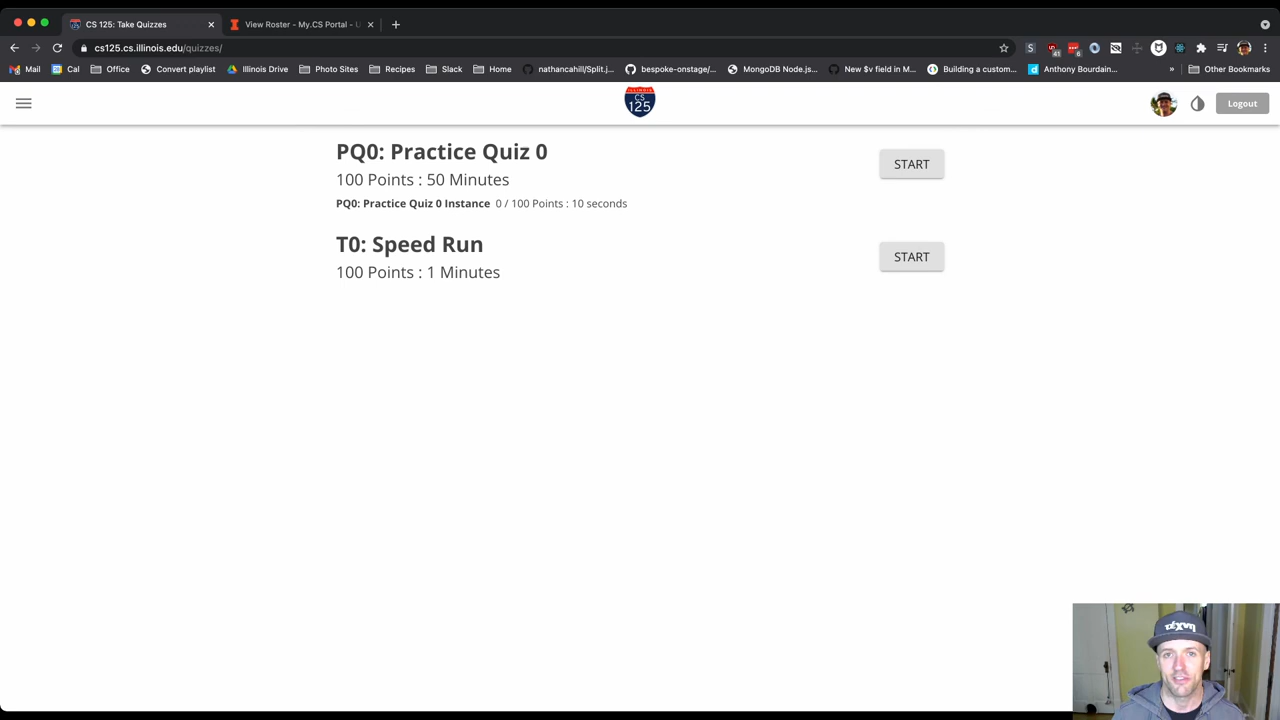 CS 125: Take Quizzes
View Roster - My.CS Portal - U
cs125.cs.illinois.edu/quizzes/
Mail Cal Office Convert playlist Illinois Drive Photo Sites Recipes Slack Home nathancahill/Split.j... bespoke-onstage/... MongoDB Node.js... New $v field in M... Building a custom... Anthony Bourdain... » Other Bookmarks
ILLINOIS
CS
125
Logout
PQ0: Practice Quiz 0
START
100 Points : 50 Minutes
PQ0: Practice Quiz 0 Instance 0 / 100 Points : 10 seconds
T0: Speed Run
START
100 Points : 1 Minutes
τέχνη